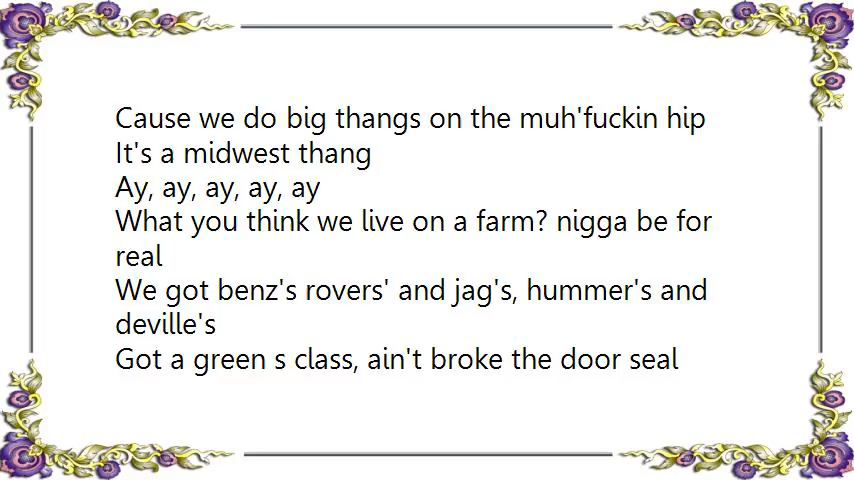 Cause we do big thangs on the muh'fuckin hip
It's a midwest thang
Ay, ay, ay, ay, ay
What you think we live on a farm? nigga be for
real
We got benz's rovers' and jag's, hummer's and
deville's
Got a green s class, ain't broke the door seal